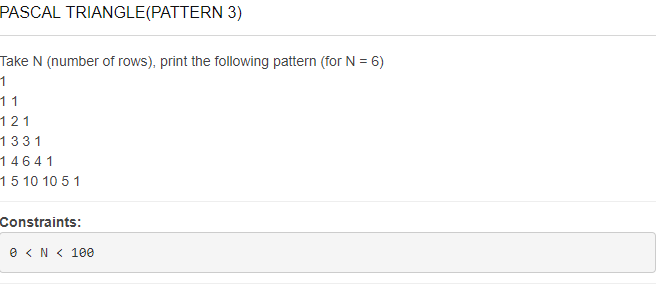 PASCAL TRIANGLE(PATTERN 3)
Take N (number of rows), print the following pattern (for N = 6)
1
1 1
1 2 1
1 3 3 1
1 4 6 4 1
1 5 10 10 5 1
Constraints:
0 < N < 100